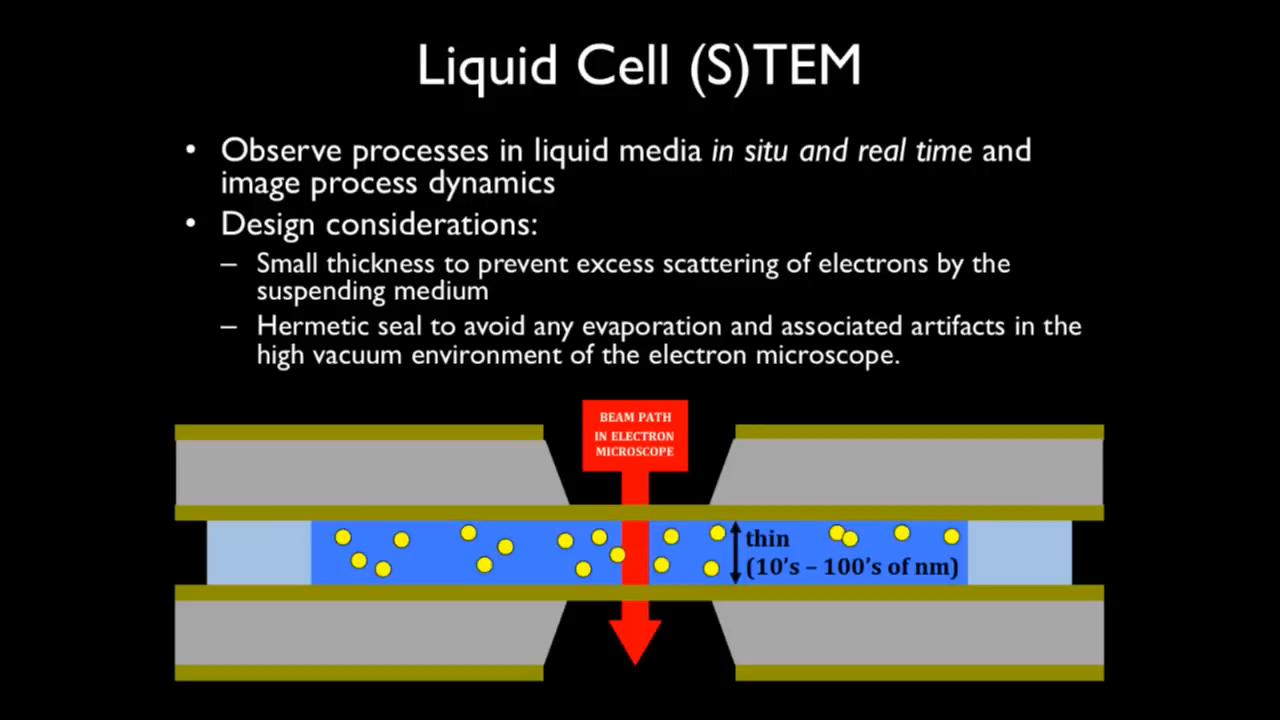 Liquid Cell (S)TEM
• Observe processes in liquid media in situ and real time and
image process dynamics
• Design considerations:
– Small thickness to prevent excess scattering of electrons by the
suspending medium
– Hermetic seal to avoid any evaporation and associated artifacts in the
high vacuum environment of the electron microscope.
BEAM PATH
IN ELECTRON
MICROSCOPE
thin
(10's – 100's of nm)